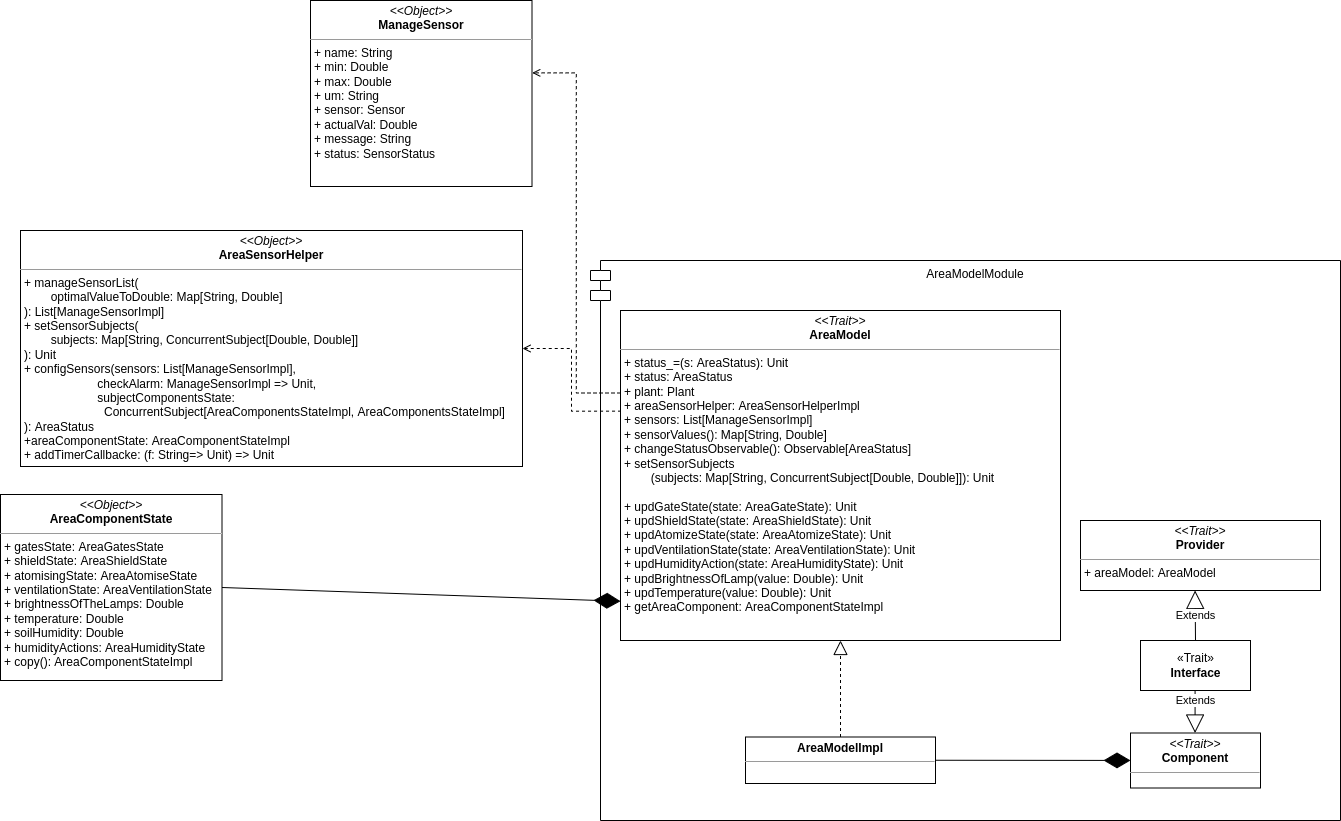 <<Object>>
ManageSensor
+ name: String
+ min: Double
+ max: Double
+ um: String
+ sensor: Sensor
+ actualVal: Double
+ message: String
+ status: SensorStatus
<<Object>>
AreaSensorHelper
+ manageSensorList(
optimalValueToDouble: Map[String, Double]
): List[ManageSensorImpl]
+ setSensorSubjects(
subjects: Map[String, ConcurrentSubject[Double, Double]]
): Unit
+ configSensors(sensors: List[ManageSensorImpl],
checkAlarm: ManageSensorImpl => Unit,
subjectComponentsState:
ConcurrentSubject[AreaComponentsStateImpl, AreaComponentsStateImpl]
): AreaStatus
+areaComponentState: AreaComponentStateImpl
+ addTimerCallbacke: (f: String=> Unit) => Unit
<<Object>>
AreaComponentState
+ gatesState: AreaGatesState
+ shieldState: AreaShieldState
+ atomisingState: AreaAtomiseState
+ ventilationState: AreaVentilationState
+ brightnessOfTheLamps: Double
+ temperature: Double
+ soilHumidity: Double
+ humidityActions: AreaHumidityState
+ copy(): AreaComponentStateImpl
AreaModelModule
<<Trait>>
AreaModel
+ status_=(s: AreaStatus): Unit
+ status: AreaStatus
+ plant: Plant
+ areaSensorHelper: AreaSensorHelperImpl
+ sensors: List[ManageSensorImpl]
+ sensorValues(): Map[String, Double]
+ changeStatusObservable(): Observable[AreaStatus]
+ setSensorSubjects
(subjects: Map[String, ConcurrentSubject[Double, Double]]): Unit
+ updGateState(state: AreaGateState): Unit
+ updShieldState(state: AreaShieldState): Unit
+ updAtomizeState(state: AreaAtomizeState): Unit
+ updVentilationState(state: AreaVentilationState): Unit
+ updHumidityAction(state: AreaHumidityState): Unit
+ updBrightnessOfLamp(value: Double): Unit
+ updTemperature(value: Double): Unit
+ getAreaComponent: AreaComponentStateImpl
<<Trait>>
Provider
+ areaModel: AreaModel
Extends
«Trait»
Interface
Extends
<<Trait>>
Component
AreaModelImpl